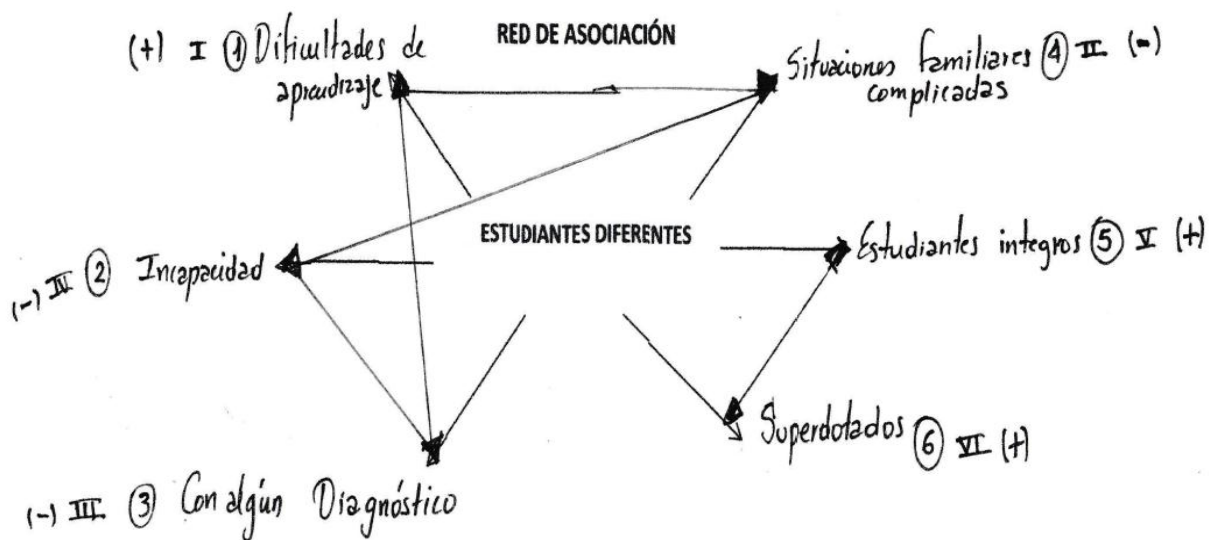 RED DE ASOCIACIÓN
(+) I ① Dificultades de
aprendizaje
Situaciones familiares ④ II (-)
complicadas
ESTUDIANTES DIFERENTES
(-) IV ② Incapacidad
Estudiantes integros ⑤ V (+)
Superdotados ⑥ VI (+)
(-) III ③ Con algún Diagnóstico